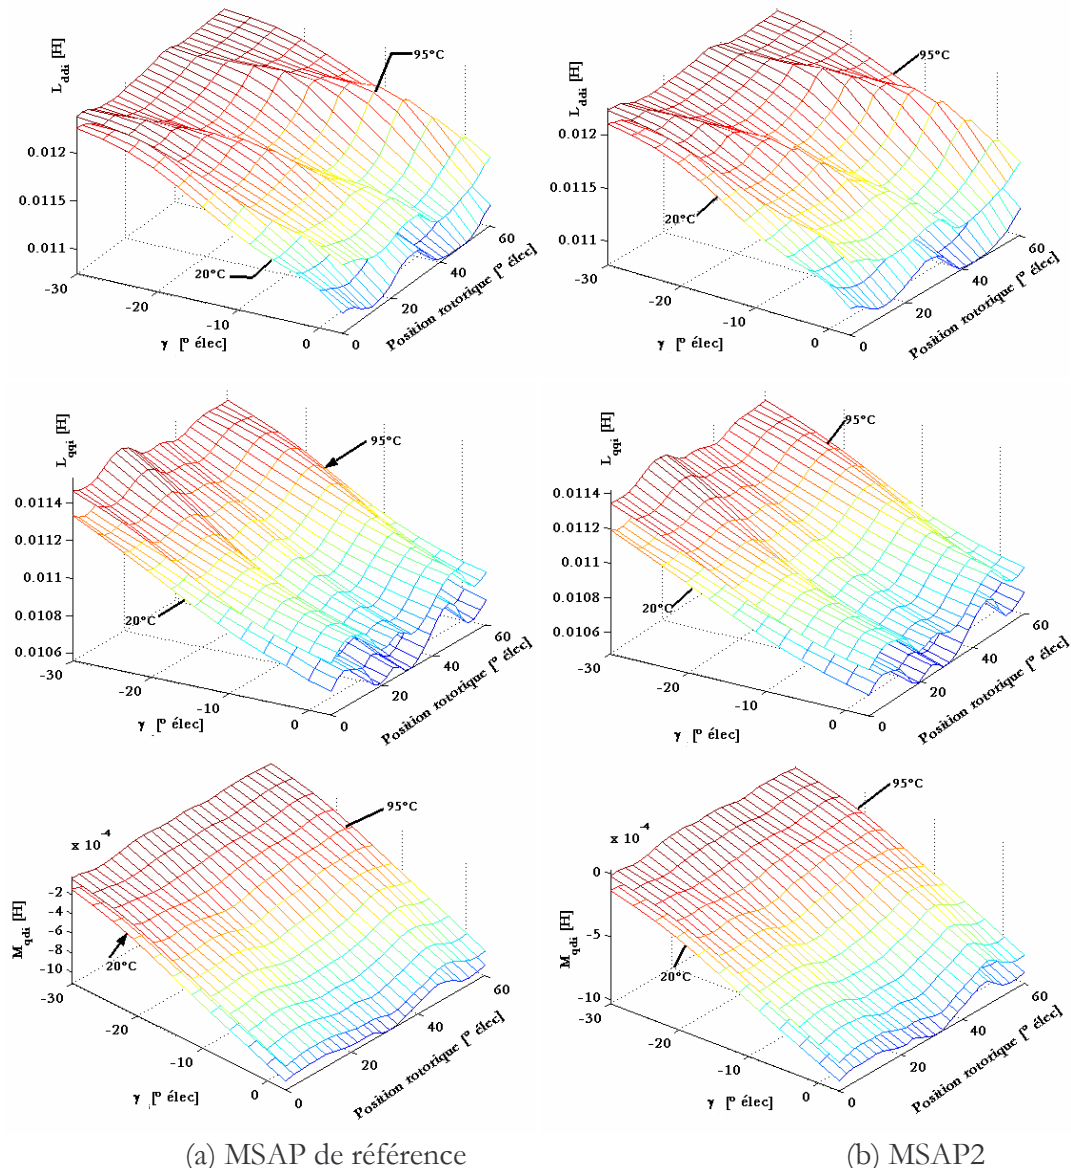 L_ddi [H]
95°C
0.012
0.0115
0.011
20°C
-30
-20
-10
0
γ [º élec]
0
20
40
60
Position rotorique [º élec]
L_ddi [H]
95°C
0.012
0.0115
0.011
20°C
-30
-20
-10
0
γ [º élec]
0
20
40
60
Position rotorique [º élec]
L_qqi [H]
95°C
0.0114
0.0112
0.011
0.0108
0.0106
20°C
-30
-20
-10
0
γ [º élec]
0
20
40
60
Position rotorique [º élec]
L_qqi [H]
95°C
0.0114
0.0112
0.011
0.0108
0.0106
20°C
-30
-20
-10
0
γ [º élec]
0
20
40
60
Position rotorique [º élec]
x 10^-4
95°C
M_qdi [H]
-2
-4
-6
-8
-10
20°C
-30
-20
-10
0
γ [º élec]
0
20
40
60
Position rotorique [º élec]
x 10^-4
95°C
M_qdi [H]
0
-5
-10
20°C
-30
-20
-10
0
γ [º élec]
0
20
40
60
Position rotorique [º élec]
(a) MSAP de référence
(b) MSAP2